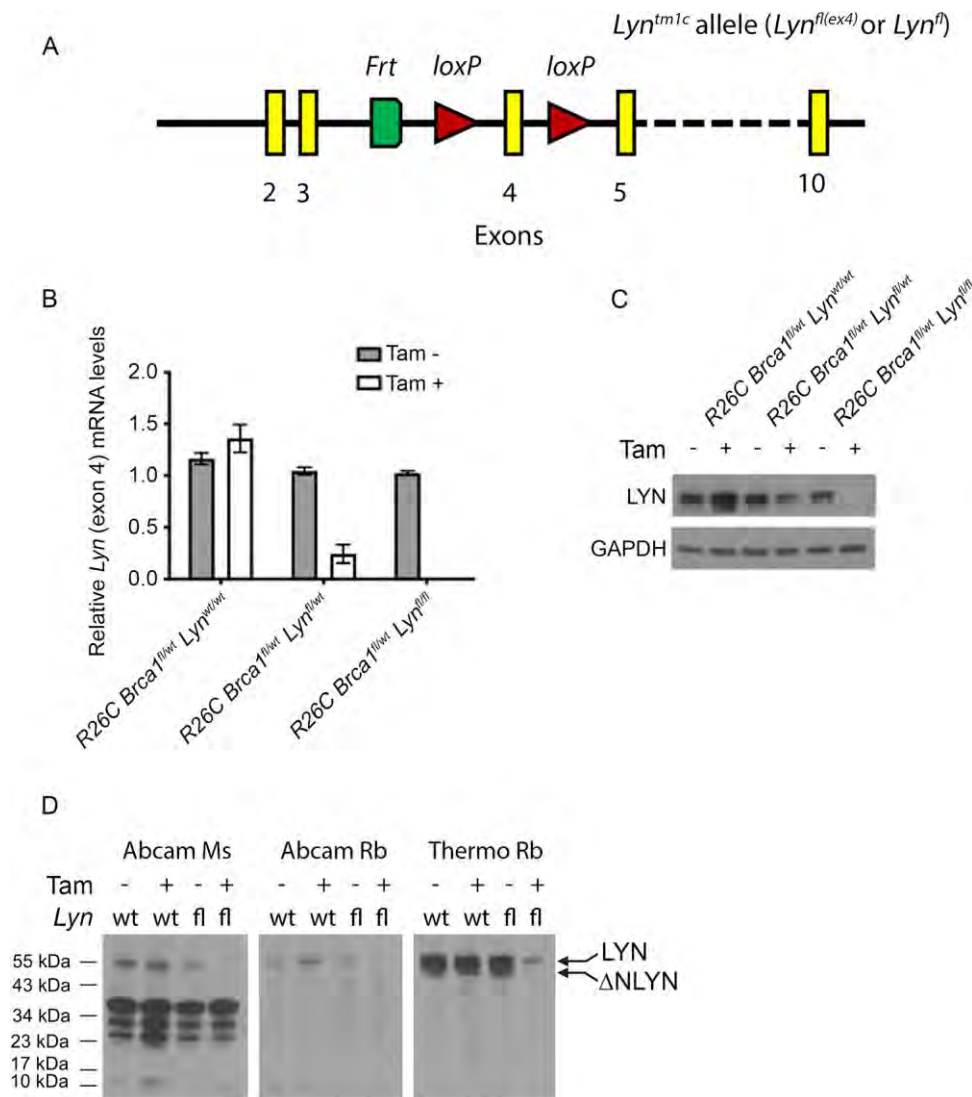 A
Lyn^tm1c allele (Lyn^fl(ex4) or Lyn^fl)
Frt loxP loxP
2 3 4 5 10
Exons
B
Tam -
Tam +
Relative Lyn (exon 4) mRNA levels
2.0
1.5
1.0
0.5
0.0
R26C Brca1^fl/wt Lyn^wt/wt
R26C Brca1^fl/wt Lyn^fl/wt
R26C Brca1^fl/wt Lyn^fl/fl
C
R26C Brca1^fl/wt Lyn^wt/wt
R26C Brca1^fl/wt Lyn^fl/wt
R26C Brca1^fl/wt Lyn^fl/fl
Tam - + - + - +
LYN
GAPDH
D
Abcam Ms Abcam Rb Thermo Rb
Tam - + - + - + - + - + - +
Lyn wt wt fl fl wt wt fl fl wt wt fl fl
55 kDa
43 kDa
34 kDa
23 kDa
17 kDa
10 kDa
LYN
ΔNLYN